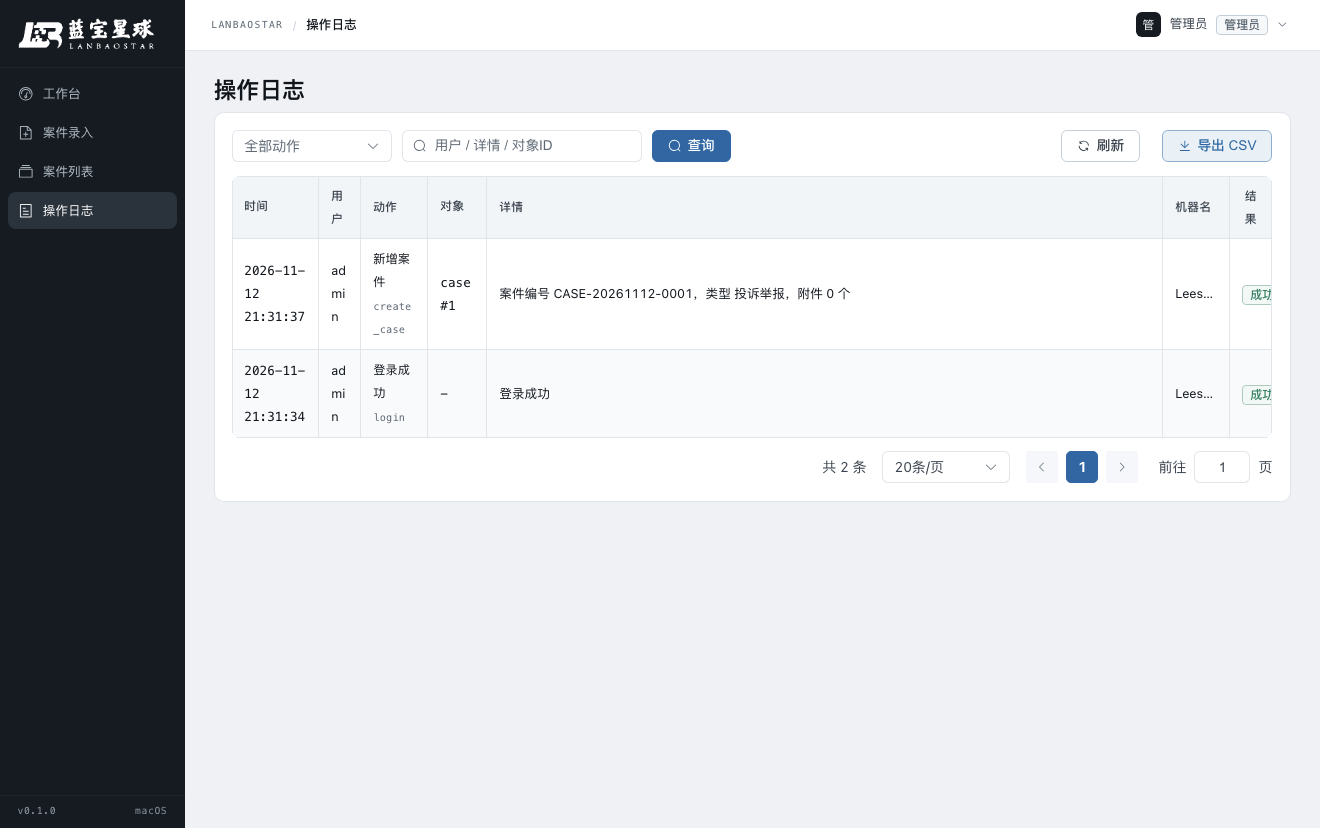 蓝宝星球
LANBAOSTAR
工作台
案件录入
案件列表
操作日志
v0.1.0
macOS
LANBAOSTAR / 操作日志
管 管理员 管理员
操作日志
全部动作
用户 / 详情 / 对象ID
查询
刷新
导出 CSV
时间
用
户
动作
对象
详情
机器名
结
果
2026-11-
12
21:31:37
ad
mi
n
新增案
件
create
_case
case
#1
案件编号 CASE-20261112-0001，类型 投诉举报，附件 0 个
Lees...
成功
2026-11-
12
21:31:34
ad
mi
n
登录成
功
login
–
登录成功
Lees...
成功
共 2 条
20条/页
1
前往 1 页